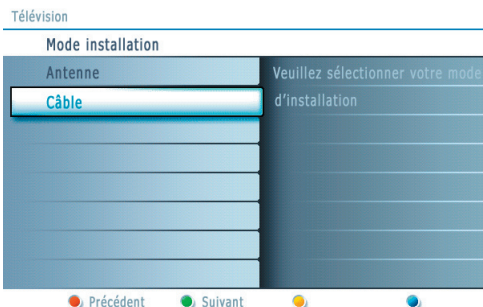 Télévision
Mode installation
Antenne
Câble
Veuillez sélectionner votre mode
d'installation
Précédent Suivant